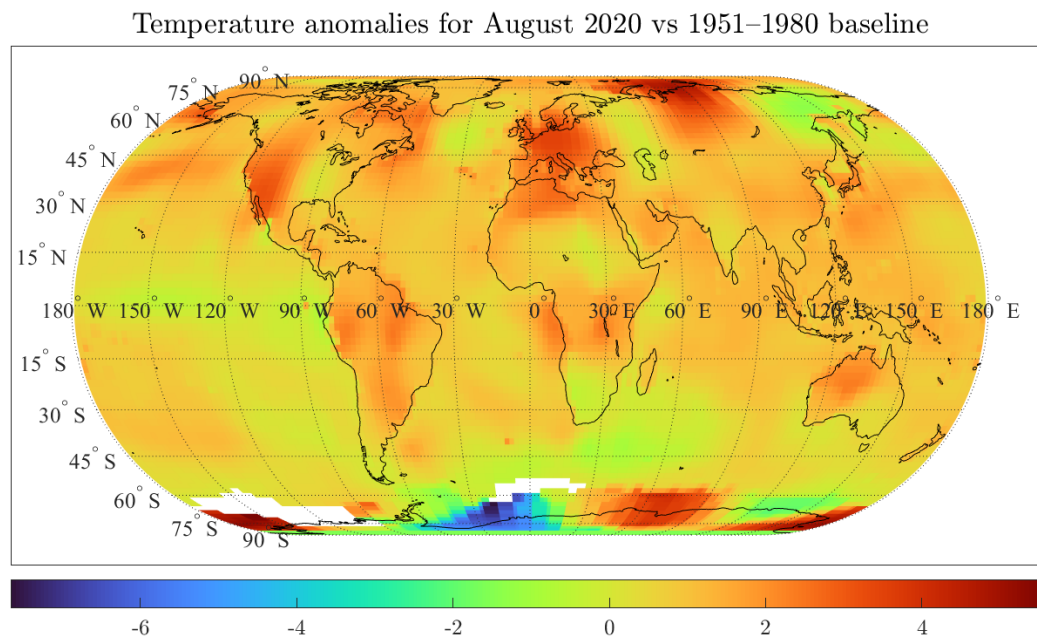 Temperature anomalies for August 2020 vs 1951–1980 baseline
90° N
75° N
60° N
45° N
30° N
15° N
180° W 150° W 120° W 90° W 60° W 30° W 0° 30° E 60° E 90° E 120° E 150° E 180° E
15° S
30° S
45° S
60° S
75° S
90° S
-6 -4 -2 0 2 4